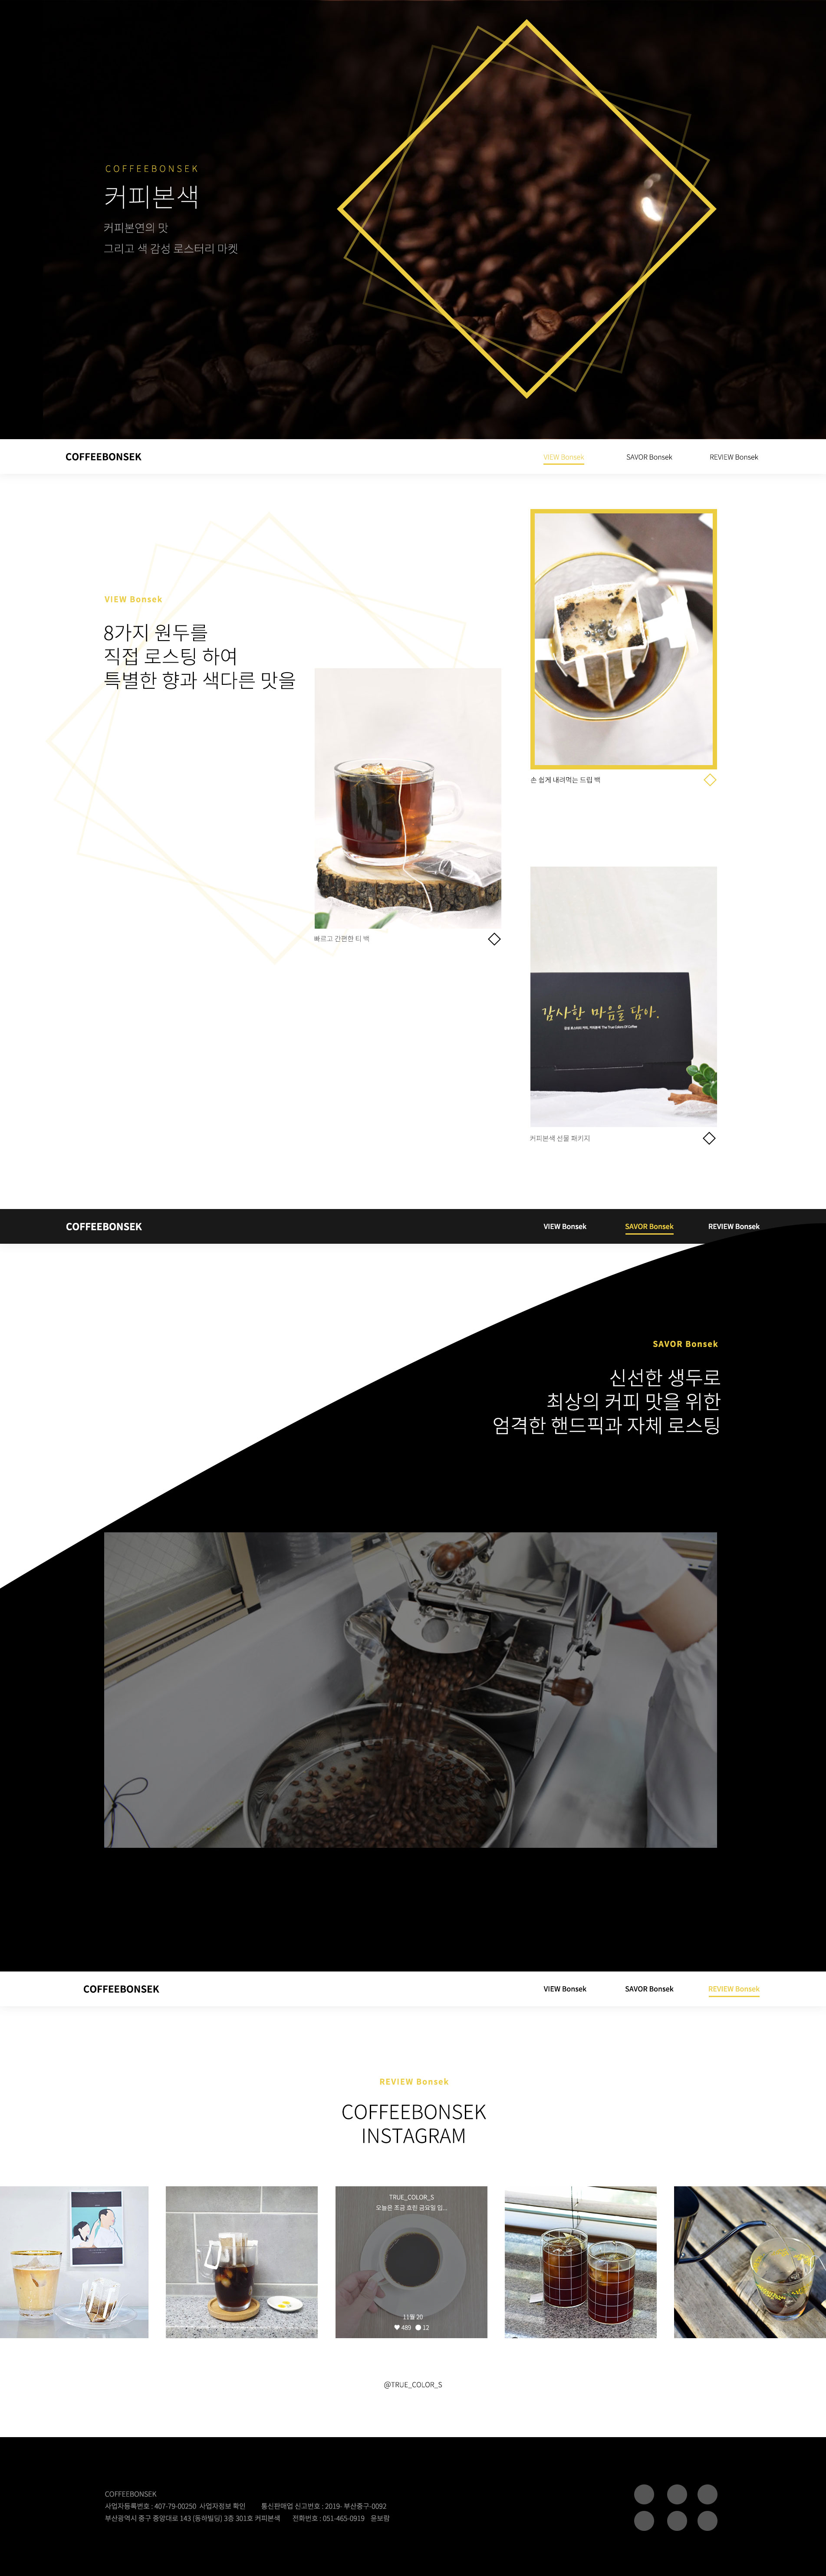 COFFEEBONSEK
커피본색
커피본연의 맛
그리고 색 감성 로스터리 마켓
COFFEEBONSEK
VIEW Bonsek
SAVOR Bonsek
REVIEW Bonsek
VIEW Bonsek
8가지 원두를
직접 로스팅 하여
특별한 향과 색다른 맛을
손 쉽게 내려먹는 드립 백
빠르고 간편한 티 백
감사한 마음을 담아.
The True Colors Of Coffee
커피본색 선물 패키지
COFFEEBONSEK
VIEW Bonsek
SAVOR Bonsek
REVIEW Bonsek
SAVOR Bonsek
신선한 생두로
최상의 커피 맛을 위한
엄격한 핸드픽과 자체 로스팅
COFFEEBONSEK
VIEW Bonsek
SAVOR Bonsek
REVIEW Bonsek
REVIEW Bonsek
COFFEEBONSEK
INSTAGRAM
TRUE_COLOR_S
오늘은 조금 흐린 금요일 입...
11월 20
489 12
@TRUE_COLOR_S
COFFEEBONSEK
사업자등록번호 : 407-79-00250 사업자정보 확인 통신판매업 신고번호 : 2019- 부산중구-0092
부산광역시 중구 중앙대로 143 (동하빌딩) 3층 301호 커피본색 전화번호 : 051-465-0919 윤보람